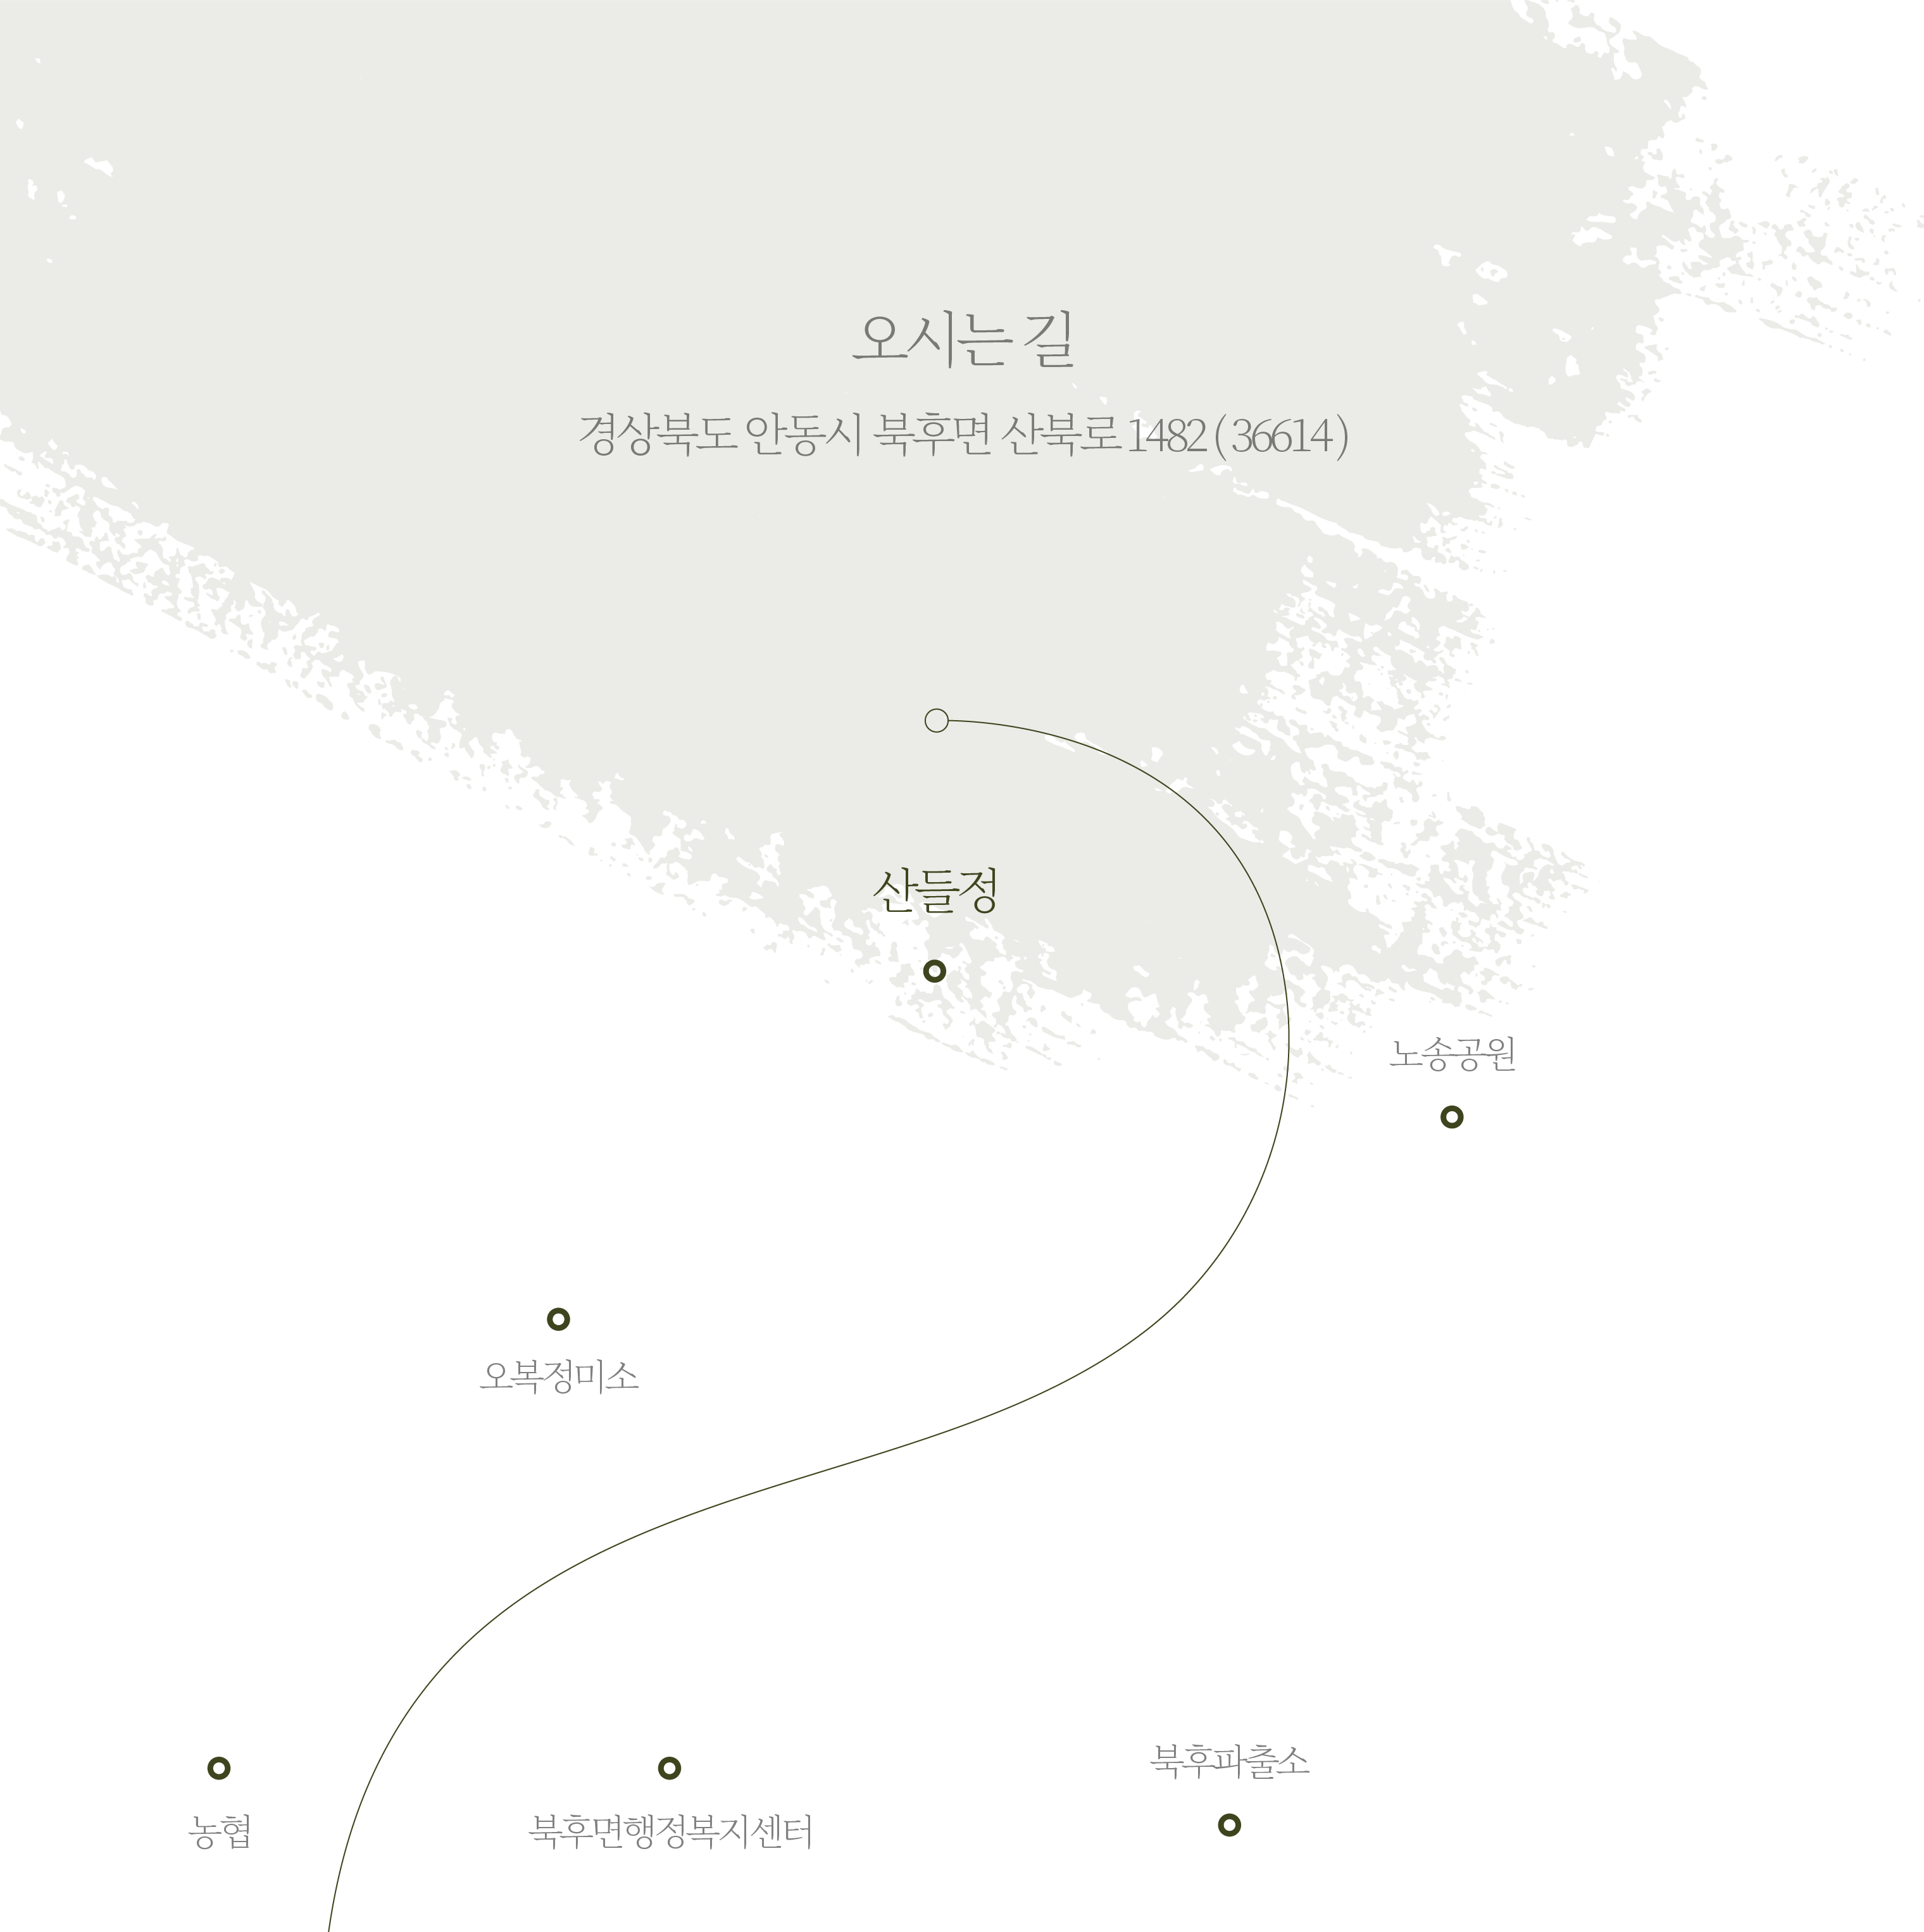 오시는 길
경상북도 안동시 북후면 산북로 1482 (36614)
산들정
노송공원
오복정미소
북후파출소
농협
북후면행정복지센터